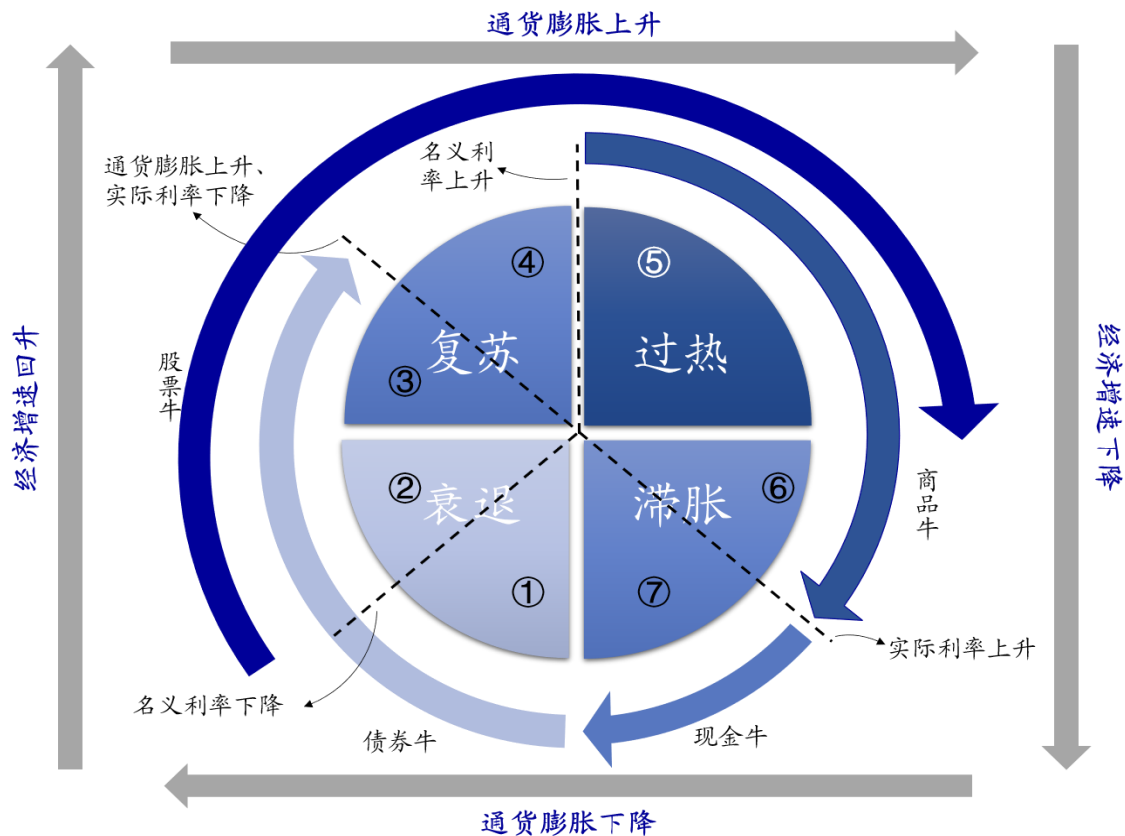 通货膨胀上升
通货膨胀上升、
实际利率下降
名义利
率上升
④
⑤
经济增速回升
股票牛
复苏
过热
经济增速下降
③
②
衰退
滞胀
⑥
商品牛
①
⑦
实际利率上升
名义利率下降
债券牛
现金牛
通货膨胀下降